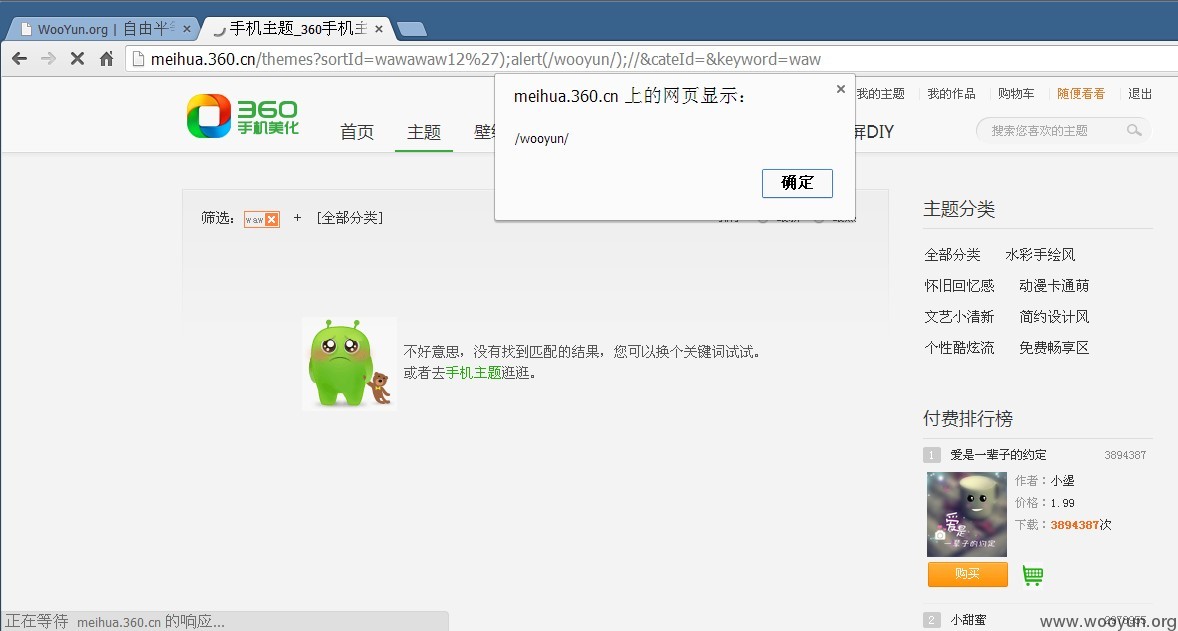 WooYun.org | 自由平
手机主题_360手机主
meihua.360.cn/themes?sortId=wawawaw12%27);alert(/wooyun/);//&cateId=&keyword=waw
meihua.360.cn 上的网页显示：
/wooyun/
确定
360
手机美化
首页
主题
我的主题
我的作品
购物车
随便看看
退出
屏DIY
搜索您喜欢的主题
筛选：
waw
+
[全部分类]
不好意思，没有找到匹配的结果，您可以换个关键词试试。
或者去手机主题逛逛。
主题分类
全部分类 水彩手绘风
怀旧回忆感 动漫卡通萌
文艺小清新 简约设计风
个性酷炫流 免费畅享区
付费排行榜
1 爱是一辈子的约定 3894387
爱是
一辈子的约定
作者：小堊
价格：1.99
下载：3894387次
购买
2 小甜蜜
正在等待 meihua.360.cn 的响应...
www.wooyun.org